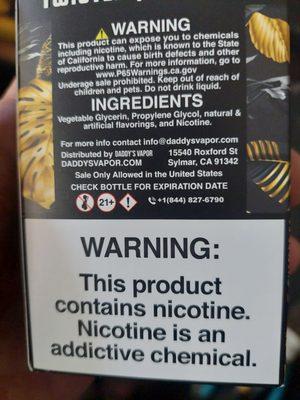 WARNING
This product can expose you to chemicals
including nicotine, which is known to the State
of California to cause birth defects and other
reproductive harm. For more information, go to
www.P65Warnings.ca.gov
Underage sale prohibited. Keep out of reach of
children and pets. Do not drink liquid.
INGREDIENTS
Vegetable Glycerin, Propylene Glycol, natural &
artificial flavorings, and Nicotine.
For more info contact info@daddysvapor.com
Distributed by DADDY'S VAPOR 15540 Roxford St
DADDYSVAPOR.COM Sylmar, CA 91342
Sale Only Allowed in the United States
CHECK BOTTLE FOR EXPIRATION DATE
21+ ! +1(844) 827-6790
WARNING:
This product
contains nicotine.
Nicotine is an
addictive chemical.